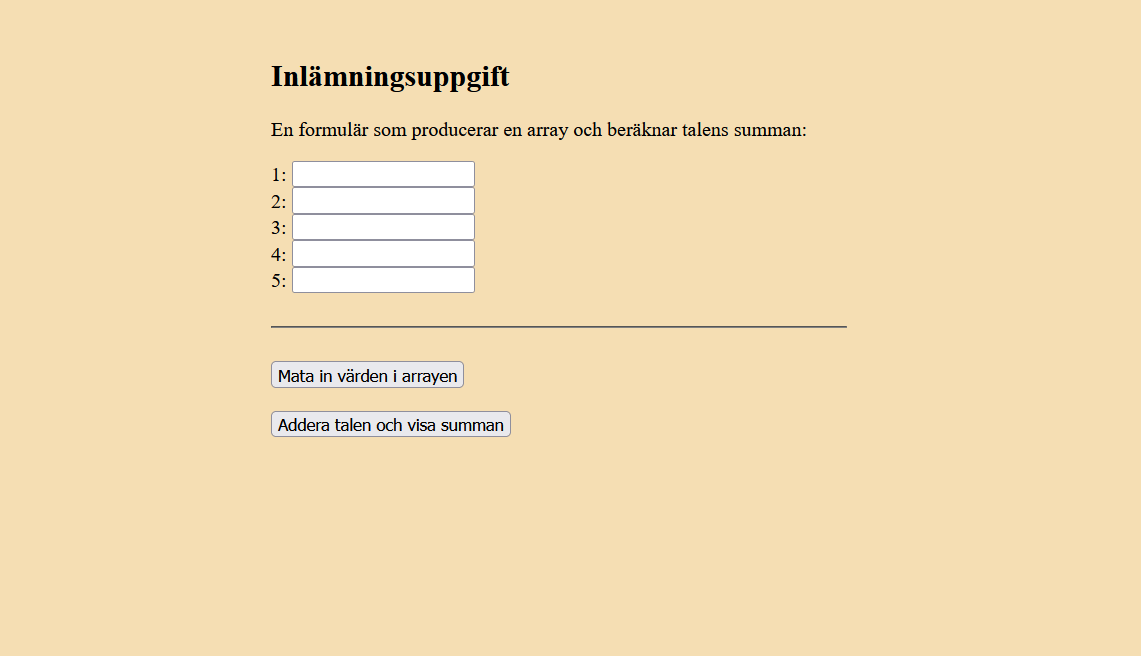 Inlämningsuppgift
En formulär som producerar en array och beräknar talens summan:
1:
2:
3:
4:
5:
Mata in värden i arrayen
Addera talen och visa summan